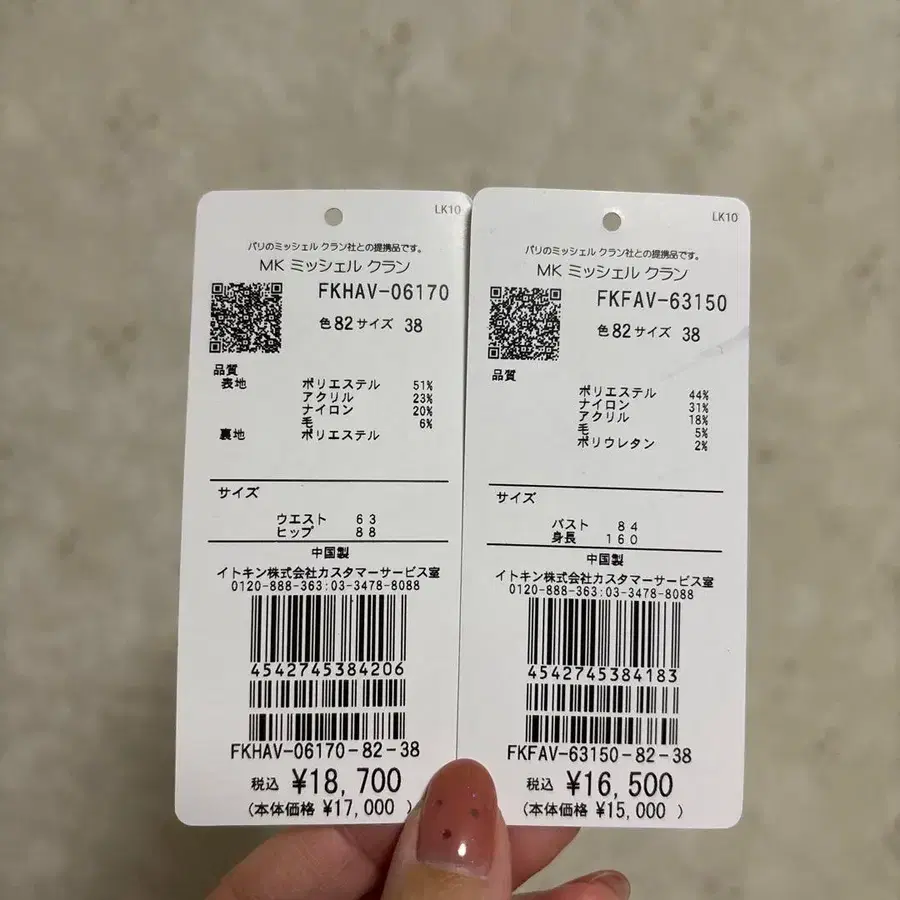 LK10
パリのミッシェル クラン社との提携品です。
MK ミッシェル クラン
FKHAV-06170
色82サイズ 38
品質
表地 ポリエステル 51%
アクリル 23%
ナイロン 20%
毛 6%
裏地 ポリエステル
サイズ
ウエスト 63
ヒップ 88
中国製
イトキン株式会社カスタマーサービス室
0120-888-363:03-3478-8088
4542745384206
FKHAV-06170-82-38
税込 ¥18,700
(本体価格 ¥17,000 )
LK10
パリのミッシェル クラン社との提携品です。
MK ミッシェル クラン
FKFAV-63150
色82サイズ 38
品質
ポリエステル 44%
ナイロン 31%
アクリル 18%
毛 5%
ポリウレタン 2%
サイズ
バスト 84
身長 160
中国製
イトキン株式会社カスタマーサービス室
0120-888-363:03-3478-8088
4542745384183
FKFAV-63150-82-38
税込 ¥16,500
(本体価格 ¥15,000 )